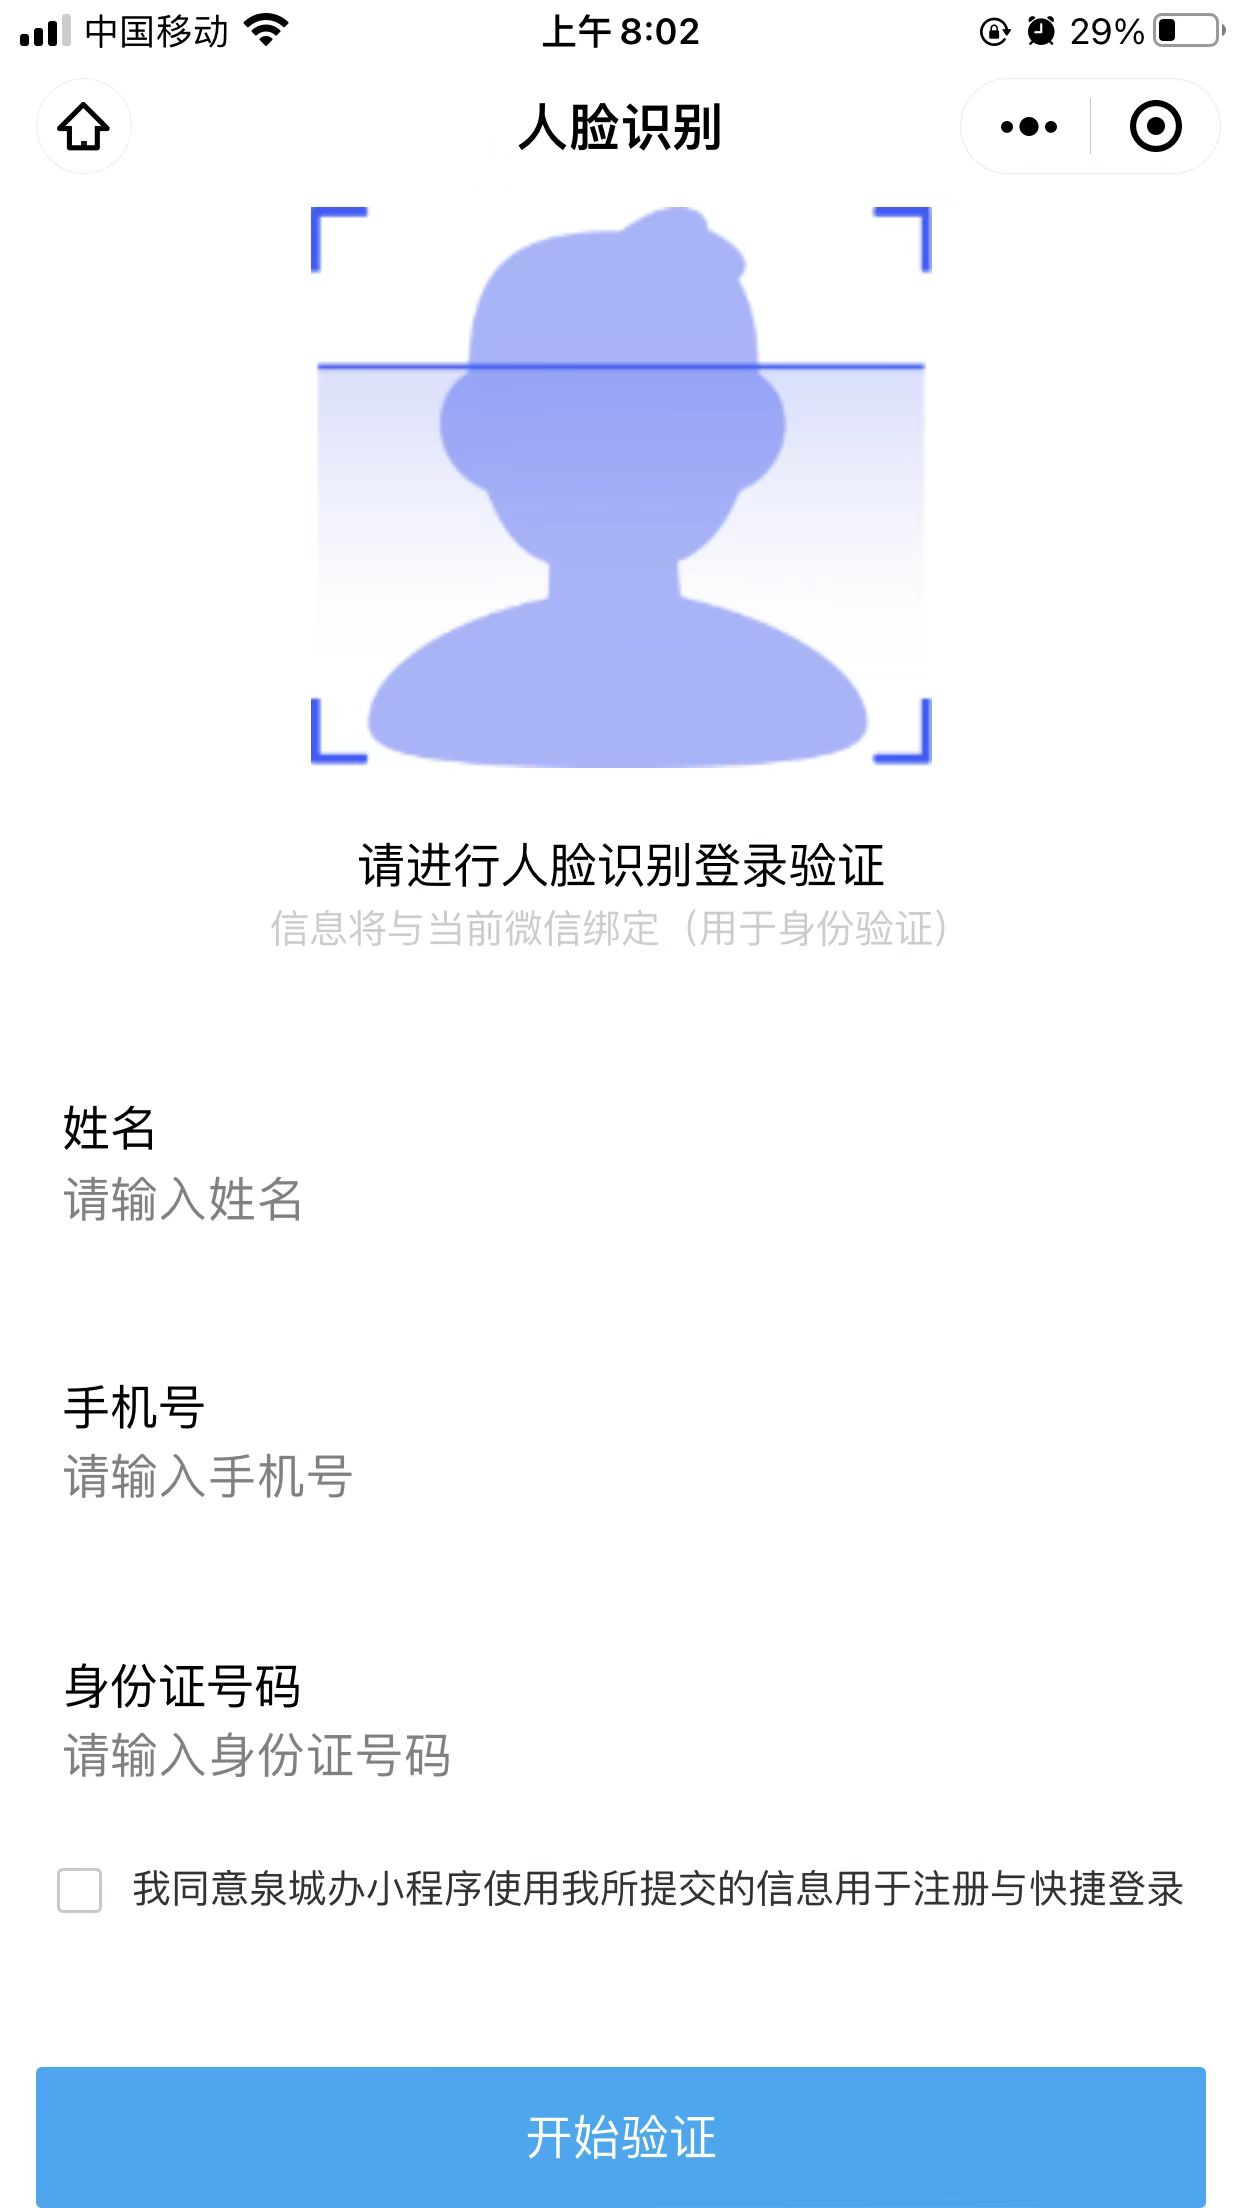 中国移动 上午 8:02 29%
人脸识别
请进行人脸识别登录验证
信息将与当前微信绑定（用于身份验证）
姓名
请输入姓名
手机号
请输入手机号
身份证号码
请输入身份证号码
我同意泉城办小程序使用我所提交的信息用于注册与快捷登录
开始验证